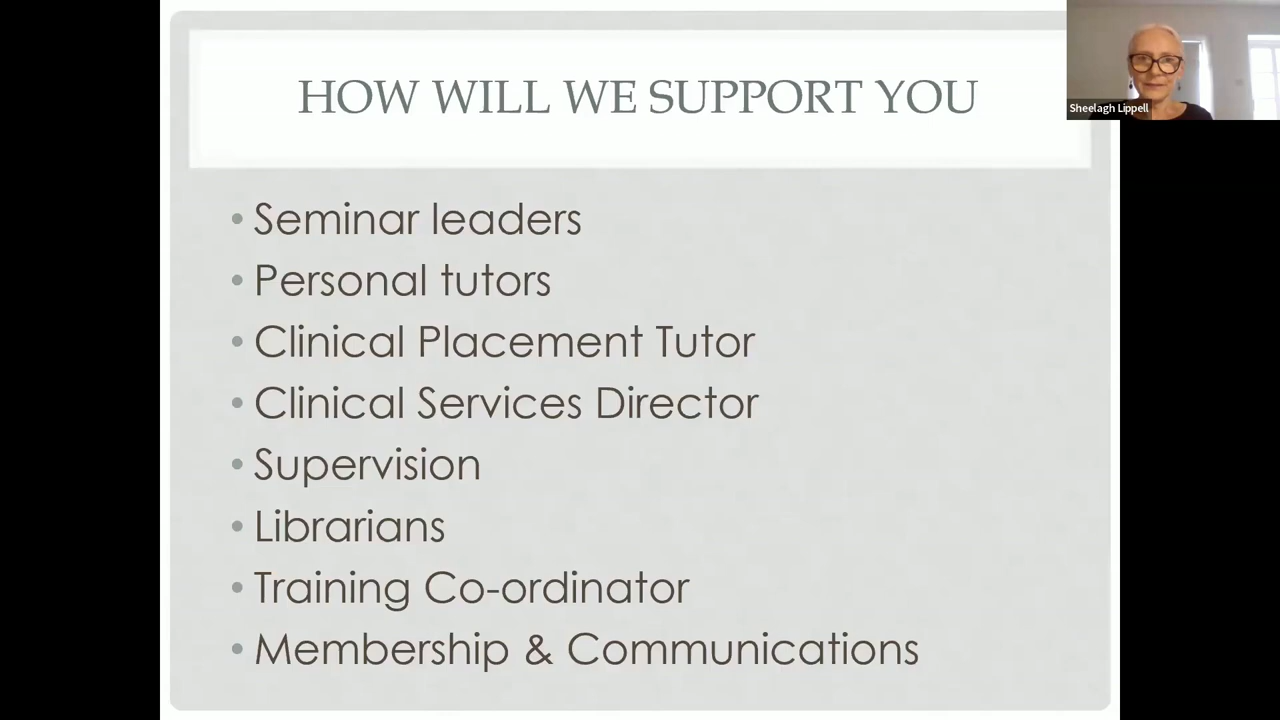 HOW WILL WE SUPPORT YOU
Sheelagh Lippell
• Seminar leaders
• Personal tutors
• Clinical Placement Tutor
• Clinical Services Director
• Supervision
• Librarians
• Training Co-ordinator
• Membership & Communications